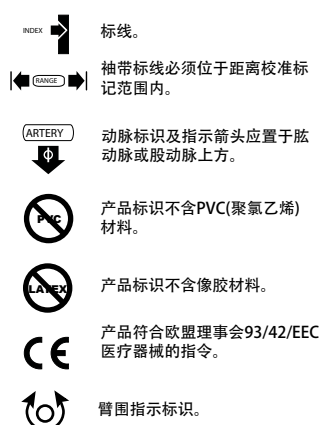 INDEX 标线。
袖带标线必须位于距离校准标
RANGE 记范围内。
ARTERY 动脉标识及指示箭头应置于肱
Φ 动脉或股动脉上方。
PVC 产品标识不含PVC(聚氯乙烯)
材料。
LATEX 产品标识不含像胶材料。
产品符合欧盟理事会93/42/EEC
CE 医疗器械的指令。
臂围指示标识。